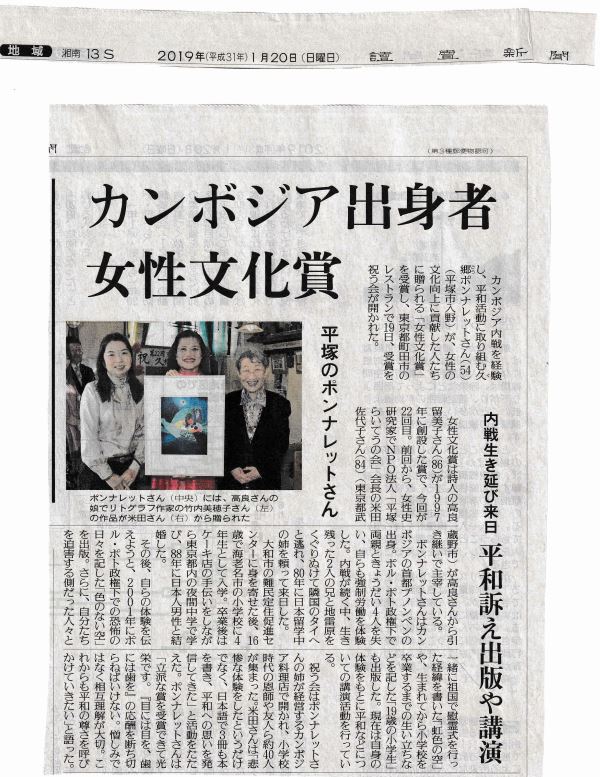 地域 湘南 13S
2019年(平成31年)1月20日(日曜日)
讀賣新聞
(第3種郵便物認可)
カンボジア出身者
女性文化賞
平塚のボンナレットさん
内戦生き延び来日
平和訴え出版や講演
カンボジア内戦を経験
し、平和活動に取り組む久
郷ポンナレットさん(54)
(平塚市入野)が、女性の
文化向上に貢献した人たち
に贈られる「女性文化賞」
を受賞し、東京都町田市の
レストランで19日、受賞を
祝う会が開かれた。
ポンナレットさん(中央)には、高良さんの
娘でリトグラフ作家の竹内美穂子さん(左)
の作品が米田さん(右)から贈られた
女性文化賞は詩人の高良
留美子さん(86)が1997
年に創設した賞で、今回が
22回目。前回から、女性史
研究家でNPO法人「平塚
らいてうの会」会長の米田
佐代子さん(84)(東京都武
蔵野市)が高良さんから引
き継いで主宰している。
ポンナレットさんはカン
ボジアの首都プノンペンの
出身。ポル・ポト政権下で
両親ときょうだい4人を失
い、自らも強制労働を体験
した。内戦が続く中、生き
残った2人の兄と地雷原を
くぐりぬけて隣国のタイへ
と逃れ、80年に日本留学中
の姉を頼って来日した。
大和市の難民定住促進セ
ンターに身を寄せた後、16
歳で海老名市の小学校に4
年生として入学。卒業後は
ケーキ店の手伝いをしなが
ら東京都内の夜間中学で学
び、88年に日本人男性と結
婚した。
その後、自らの体験を伝
えようと、2001年にポ
ル・ポト政権下での恐怖の
日々を記した「色のない空」
を出版。さらに、自分たち
を迫害する側だった人々と
一緒に祖国で慰霊式を行っ
た経緯を書いた「虹色の空」
や、生まれてから小学校を
卒業するまでの生い立ちな
どを記した「19歳の小学生」
も出版した。現在は自身の
体験をもとに平和などにつ
いての講演活動を行ってい
る。
祝う会はポンナレットさ
んの姉が経営するカンボジ
ア料理店で開かれ、小学校
時代の恩師や友人ら約40人
が集まった。米田さんは「悲
惨な体験をしたというだけ
でなく、日本語で3冊も本
を書き、平和への思いを発
信してきた」と活動をたた
えた。ポンナレットさんは
「立派な賞を受賞できて光
栄です。『目には目を、歯
には歯を』の応酬を断ち切
らねばいけない。憎しみで
はなく相互理解が大切。こ
れからも平和の尊さを呼び
かけていきたい」と語った。